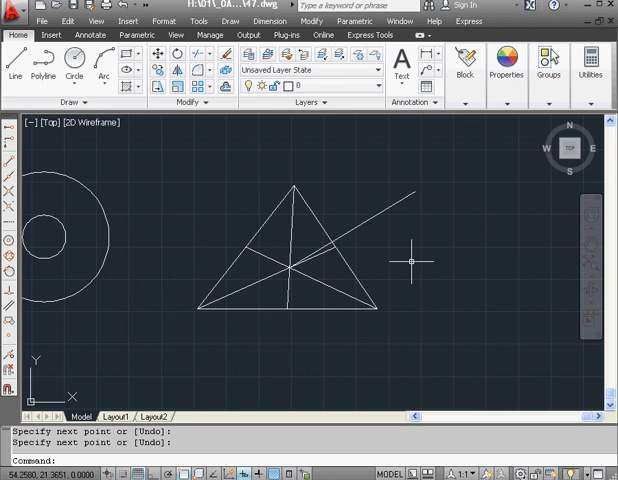 H:\01\_0A...\47.dwg
Type a keyword or phrase
Sign In
File Edit View Insert Format Tools Draw Dimension Modify Parametric Window Help Express
Home Insert Annotate Parametric View Manage Output Plug-ins Online Express Tools
Line Polyline Circle Arc
Unsaved Layer State
0
Text
Block
Properties
Groups
Utilities
Draw
Modify
Layers
Annotation
[−] [Top] [2D Wireframe]
N
W TOP E
S
Y
X
Model Layout1 Layout2
Specify next point or [Undo]:
Specify next point or [Undo]:
Command:
54.2580, 21.3651, 0.0000
MODEL
1:1